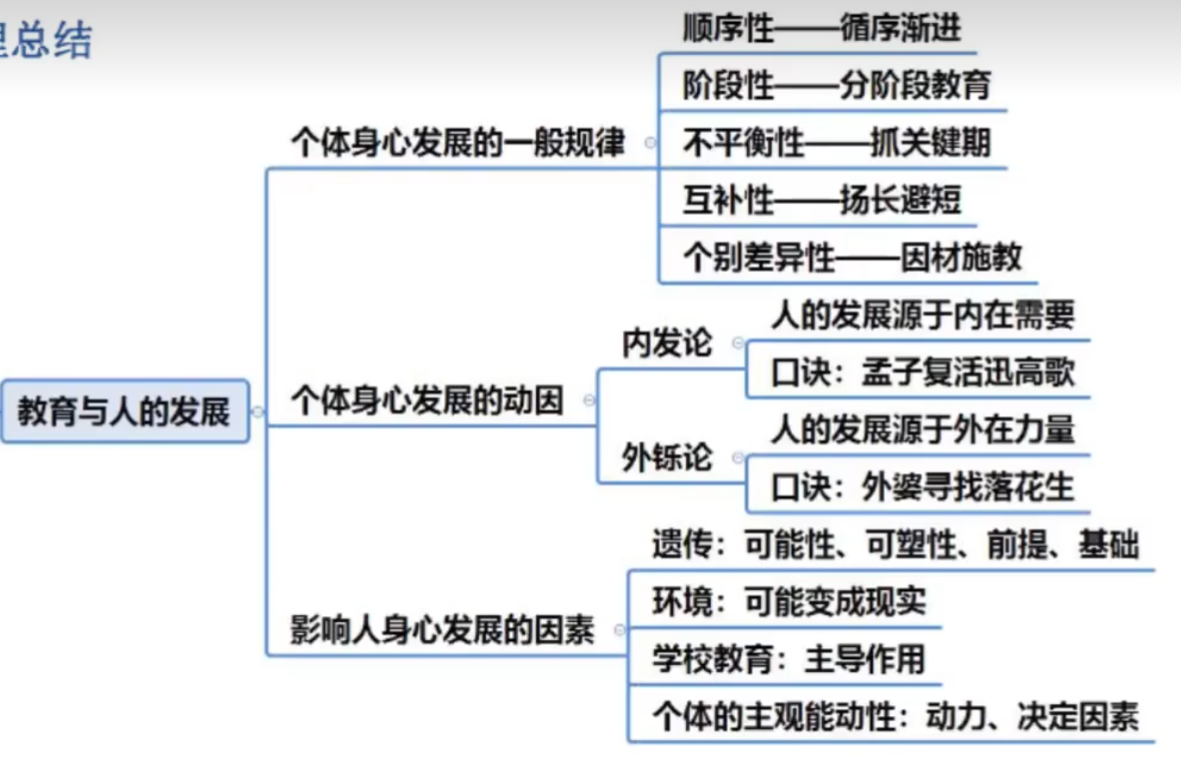 总结
顺序性——循序渐进
阶段性——分阶段教育
个体身心发展的一般规律
不平衡性——抓关键期
互补性——扬长避短
个别差异性——因材施教
人的发展源于内在需要
内发论
口诀：孟子复活迅高歌
个体身心发展的动因
教育与人的发展
人的发展源于外在力量
外铄论
口诀：外婆寻找落花生
遗传：可能性、可塑性、前提、基础
环境：可能变成现实
影响人身心发展的因素
学校教育：主导作用
个体的主观能动性：动力、决定因素